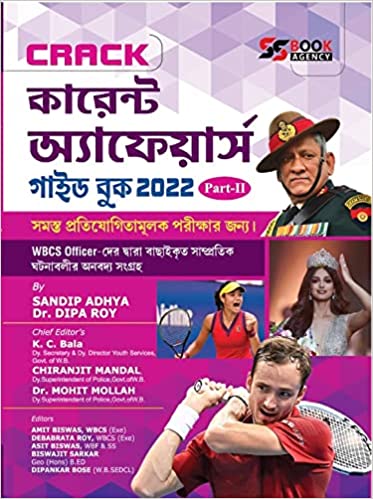 CRACK
SS BOOK
AGENCY
কারেন্ট
অ্যাফেয়ার্স
গাইড বুক 2022 Part-II
সমস্ত প্রতিযোগিতামূলক পরীক্ষার জন্য।
WBCS Officer-দের দ্বারা বাছাইকৃত সাম্প্রতিক
ঘটনাবলীর অনবদ্য সংগ্রহ
By
SANDIP ADHYA
Dr. DIPA ROY
Chief Editor's
K. C. Bala
Dy. Secretary & Dy. Director Youth Services,
Govt. of W.B.
CHIRANJIT MANDAL
Dy.Superintendent of Police,Govt.ofW.B.
Dr. MOHIT MOLLAH
Dy.Superintendent of Police,Govt.ofW.B.
Editors
AMIT BISWAS, WBCS (Exe)
DEBABRATA ROY, WBCS (Exe)
ASIT BISWAS, WBF & SS
BISWAJIT SARKAR
Geo (Hons) B.ED
DIPANKAR BOSE (W.B.SEDCL)